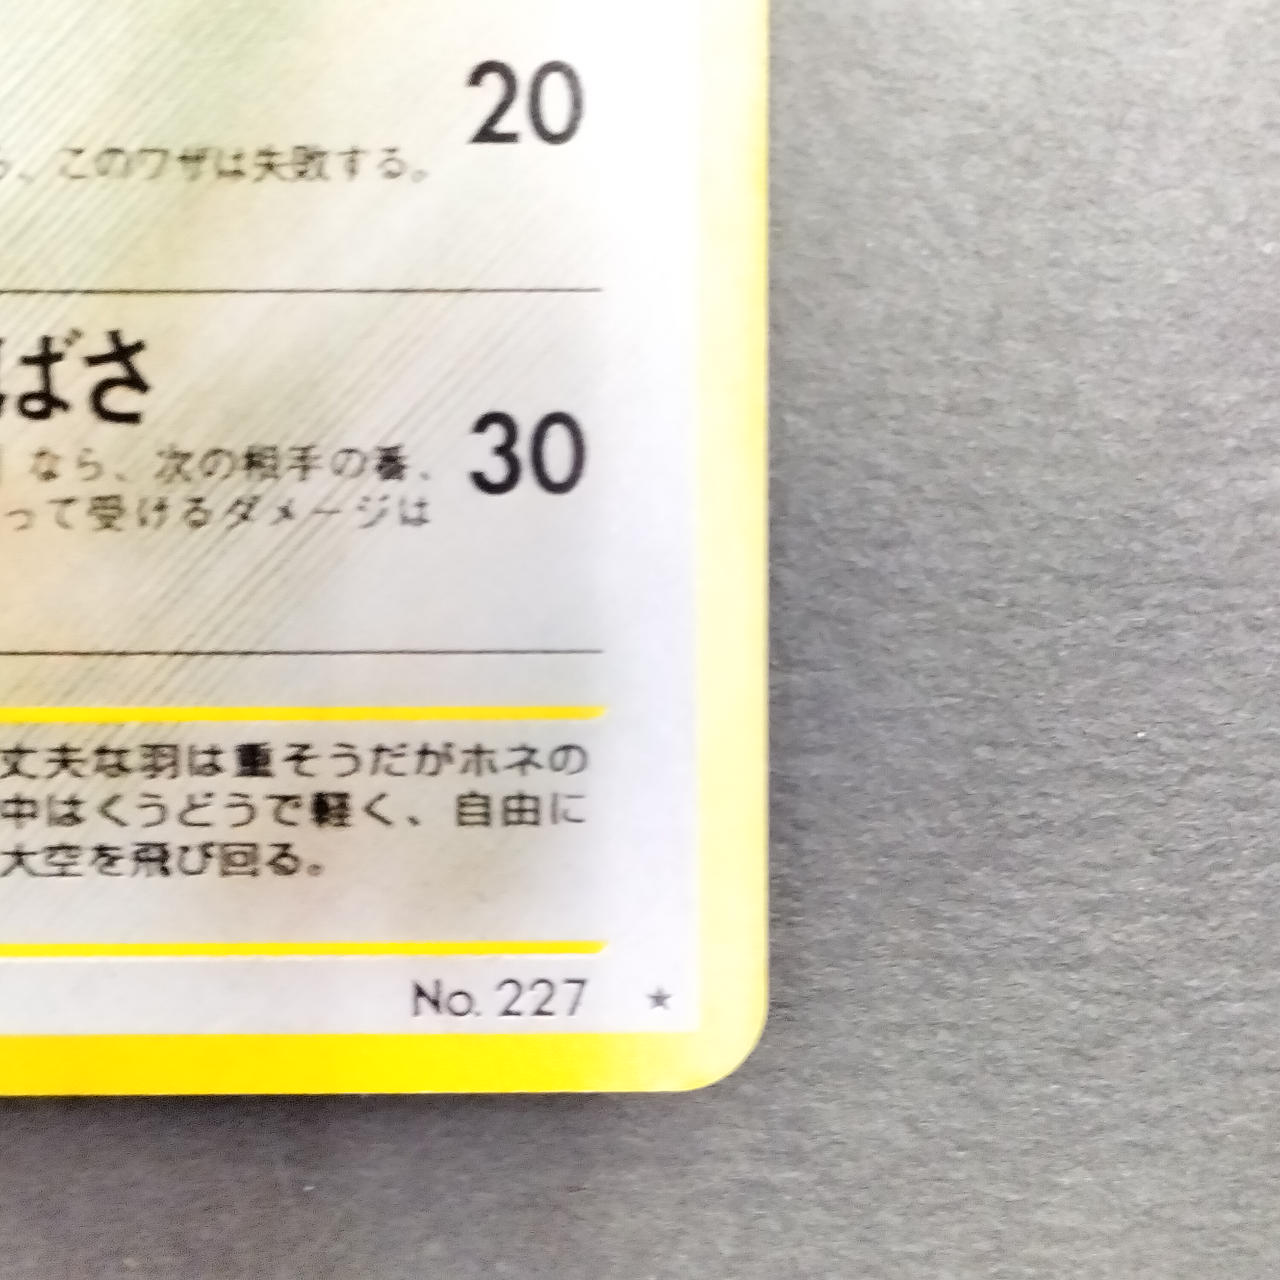 20
、このワザは失敗する。
ばさ
30
なら、次の相手の番、
って受けるダメージは
丈夫な羽は重そうだがホネの
中はくうどうで軽く、自由に
大空を飛び回る。
No. 227 ★